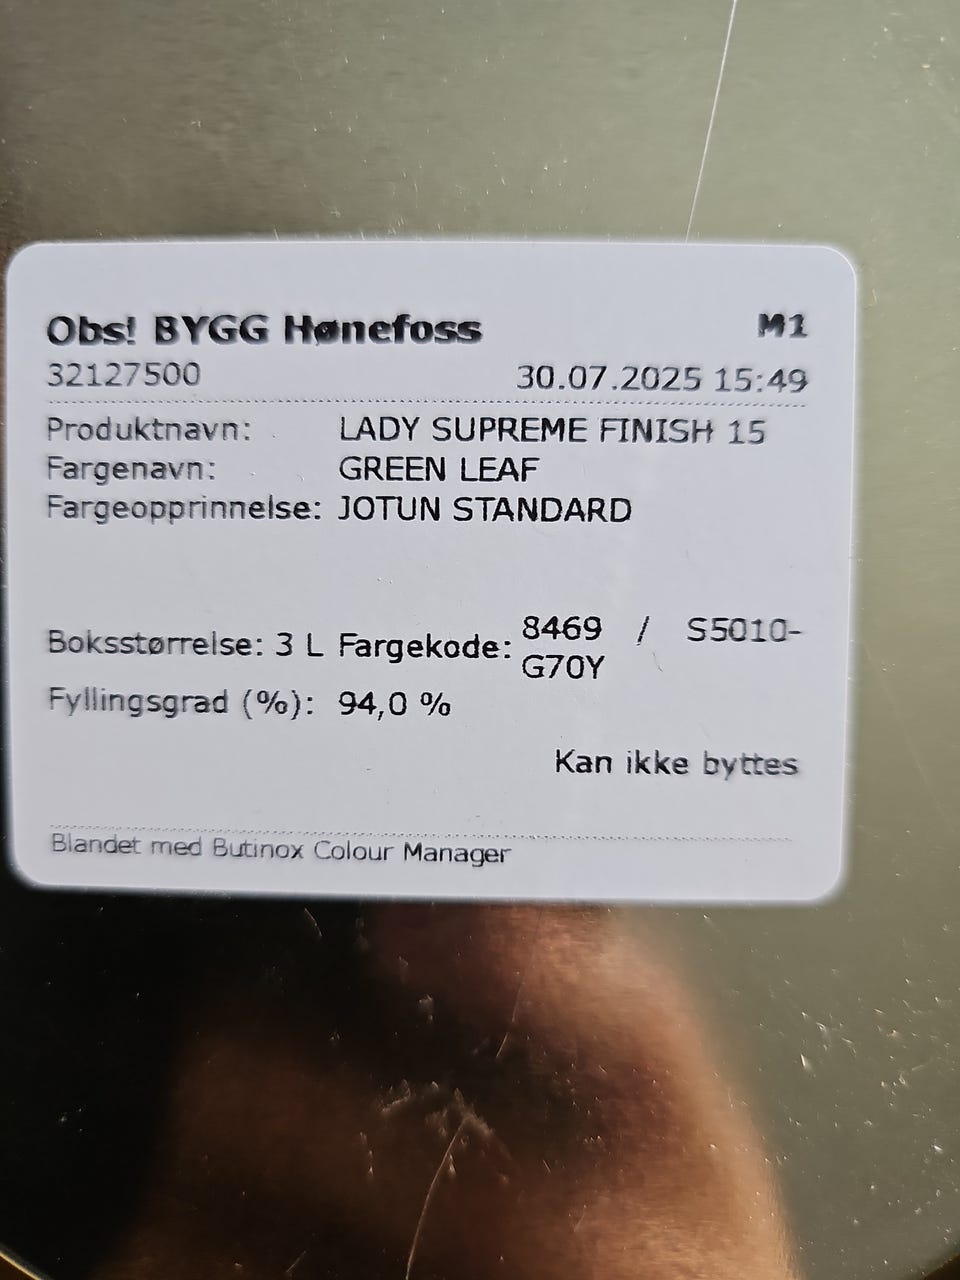 Obs! BYGG Hønefoss M1
32127500 30.07.2025 15:49
Produktnavn: LADY SUPREME FINISH 15
Fargenavn: GREEN LEAF
Fargeopprinnelse: JOTUN STANDARD
Boksstørrelse: 3 L Fargekode: 8469 / S5010-
G70Y
Fyllingsgrad (%): 94,0 %
Kan ikke byttes
Blandet med Butinox Colour Manager